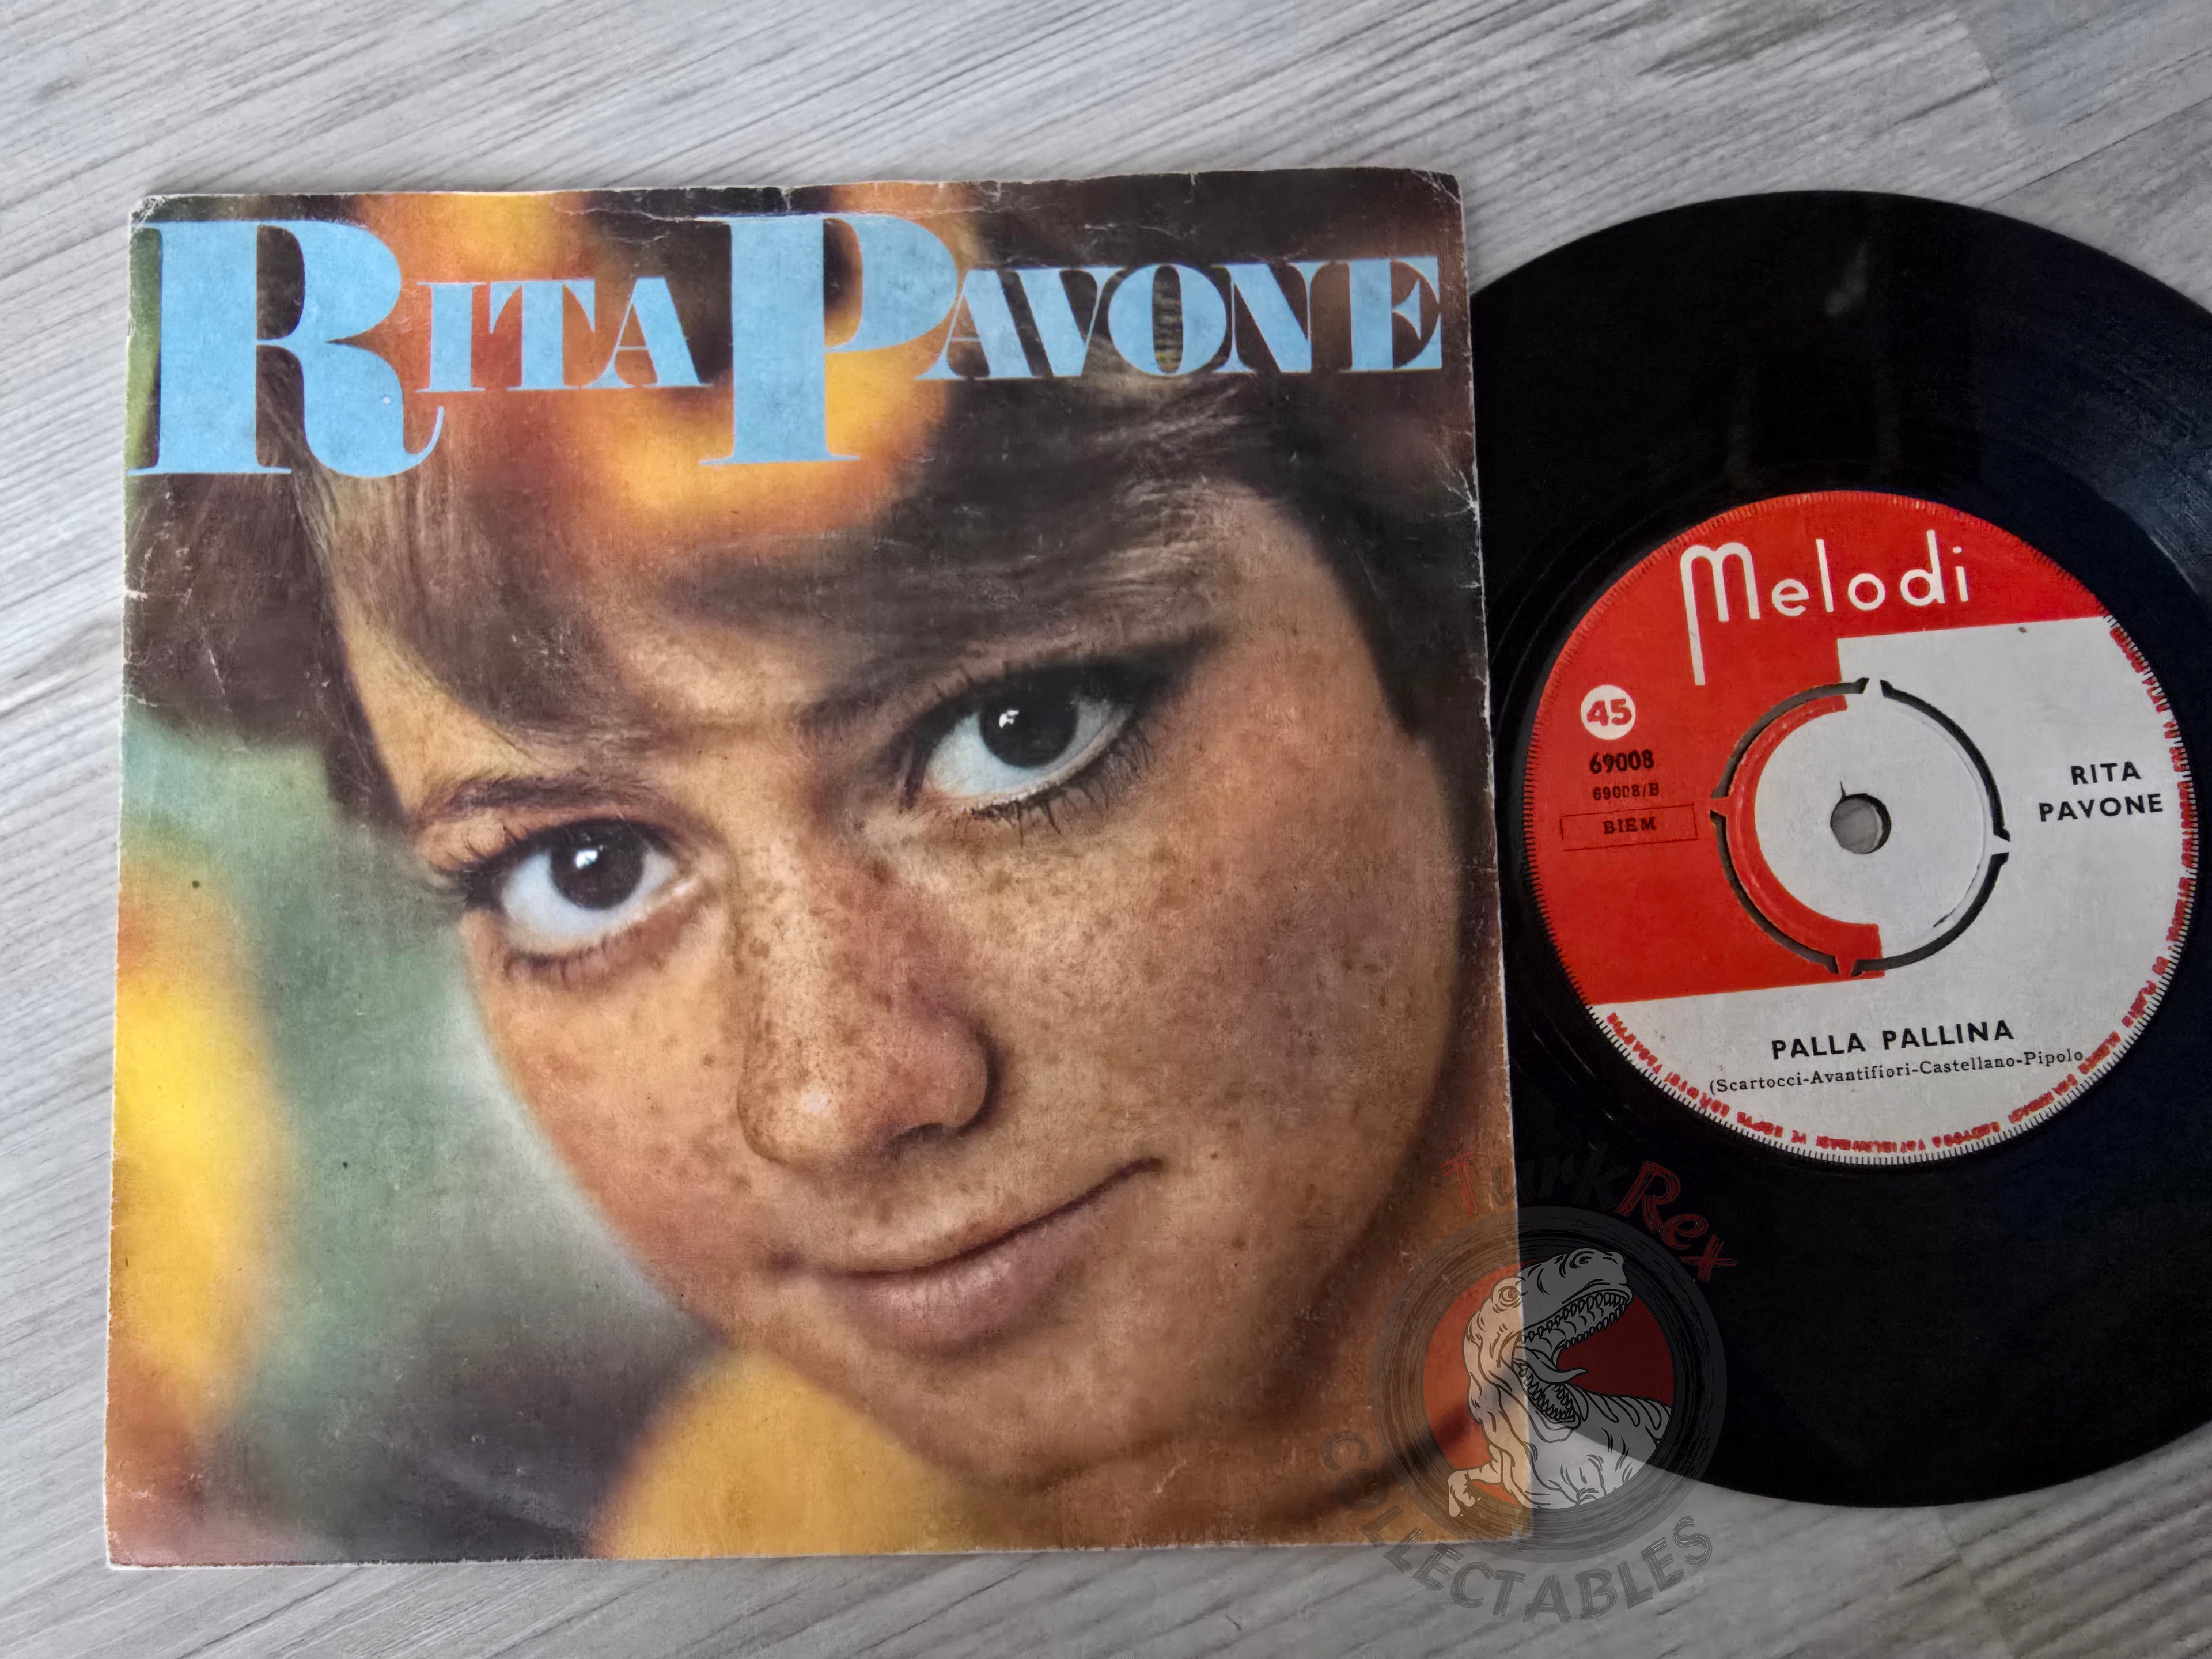 RITA PAVONE
Melodi
45
69008
69008/B
BIEM
RITA
PAVONE
PALLA PALLINA
(Scartocci-Avantifiori-Castellano-Pipolo
TurkRex
COLLECTABLES